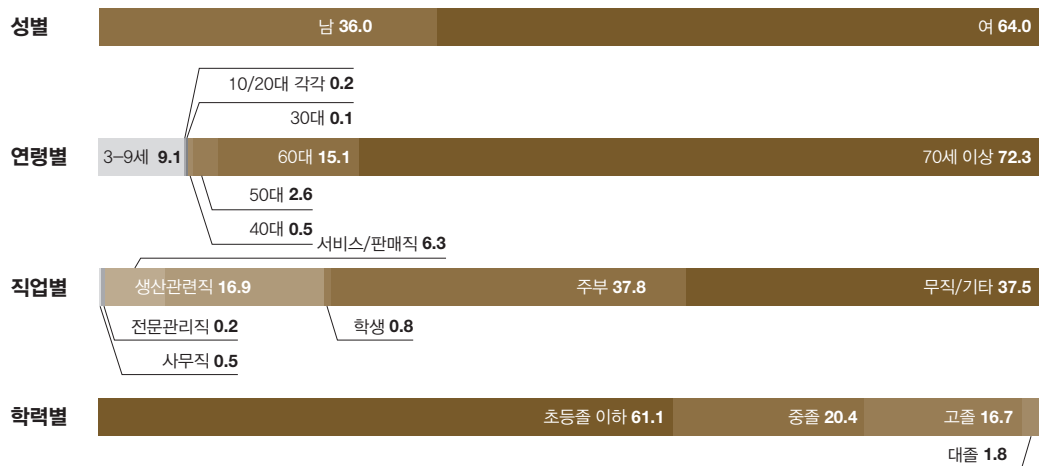 성별
남 36.0
여 64.0
10/20대 각각 0.2
30대 0.1
연령별
3-9세 9.1
60대 15.1
70세 이상 72.3
50대 2.6
40대 0.5
서비스/판매직 6.3
직업별
생산관련직 16.9
주부 37.8
무직/기타 37.5
전문관리직 0.2
학생 0.8
사무직 0.5
학력별
초등졸 이하 61.1
중졸 20.4
고졸 16.7
대졸 1.8